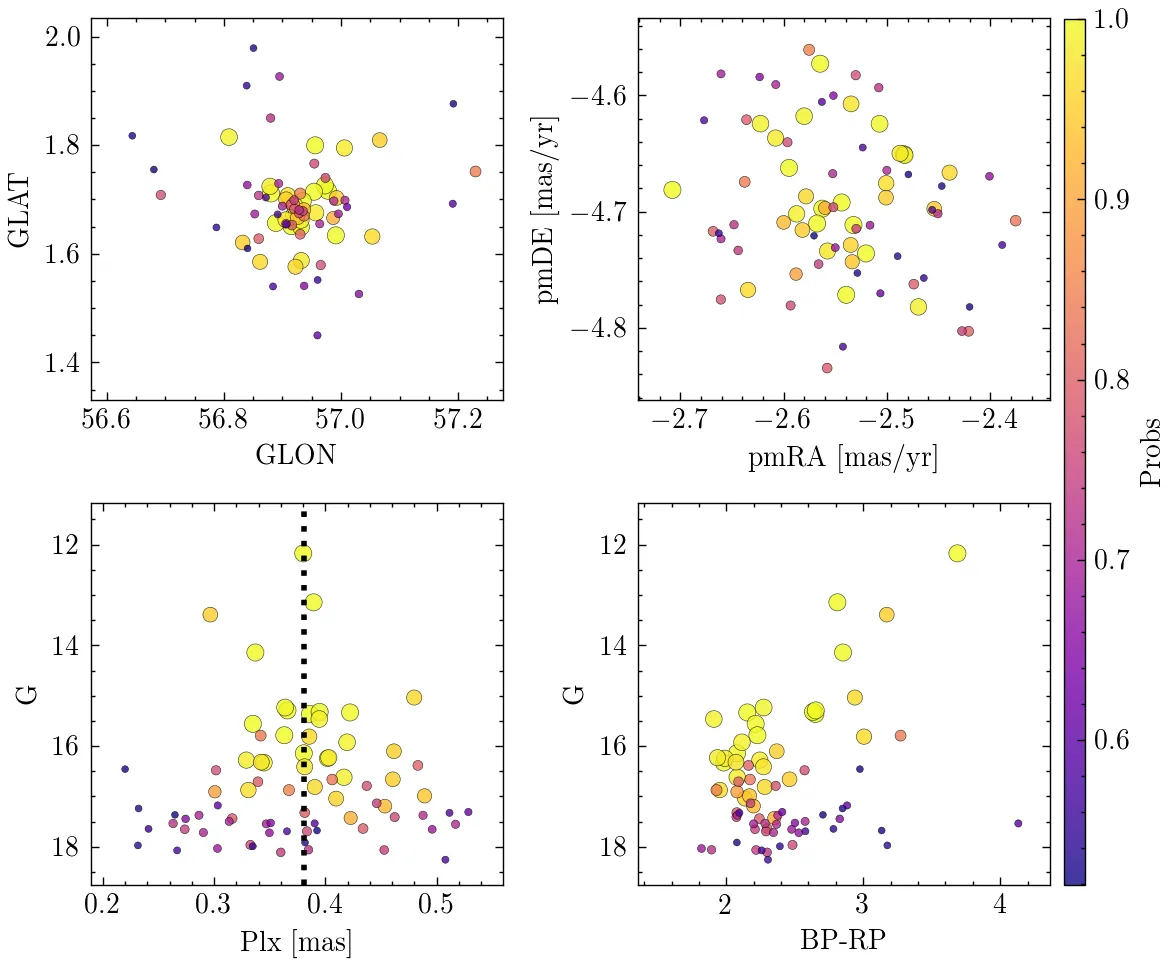 2.0
1.8
1.6
1.4
GLAT
56.6 56.8 57.0 57.2
GLON
−4.6
−4.7
−4.8
pmDE [mas/yr]
−2.7 −2.6 −2.5 −2.4
pmRA [mas/yr]
1.0
0.9
0.8
0.7
0.6
Probs
12
14
16
18
G
0.2 0.3 0.4 0.5
Plx [mas]
12
14
16
18
G
2 3 4
BP-RP